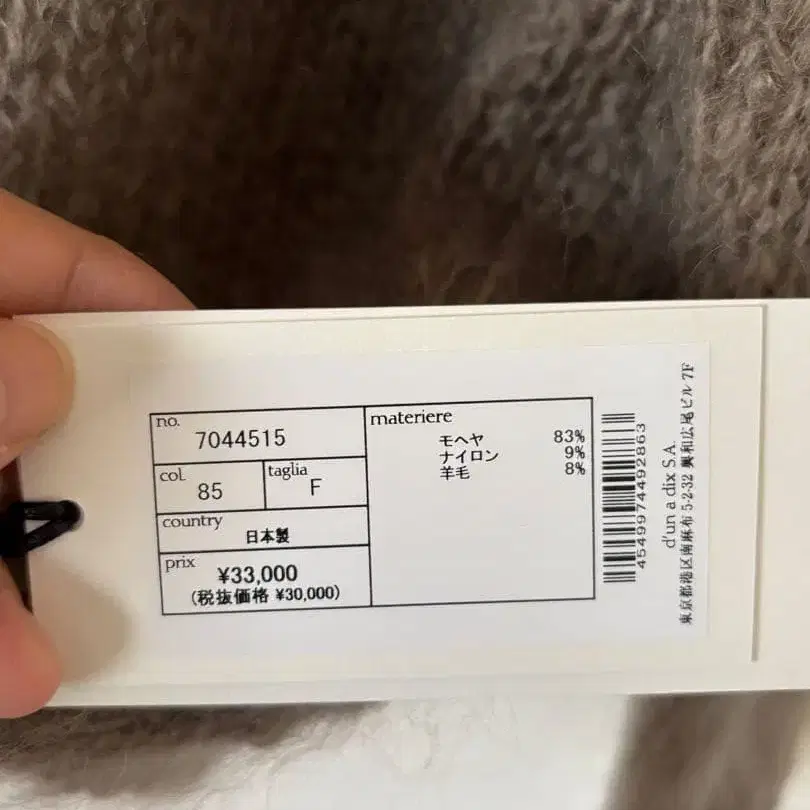 no.
7044515
col.
85
taglia
F
country
日本製
prix
¥33,000
(税抜価格 ¥30,000)
materiere
モヘヤ 83%
ナイロン 9%
羊毛 8%
4549974492863
d'un a dix S.A.
東京都港区南麻布 5-2-32 興和広尾ビル 7F